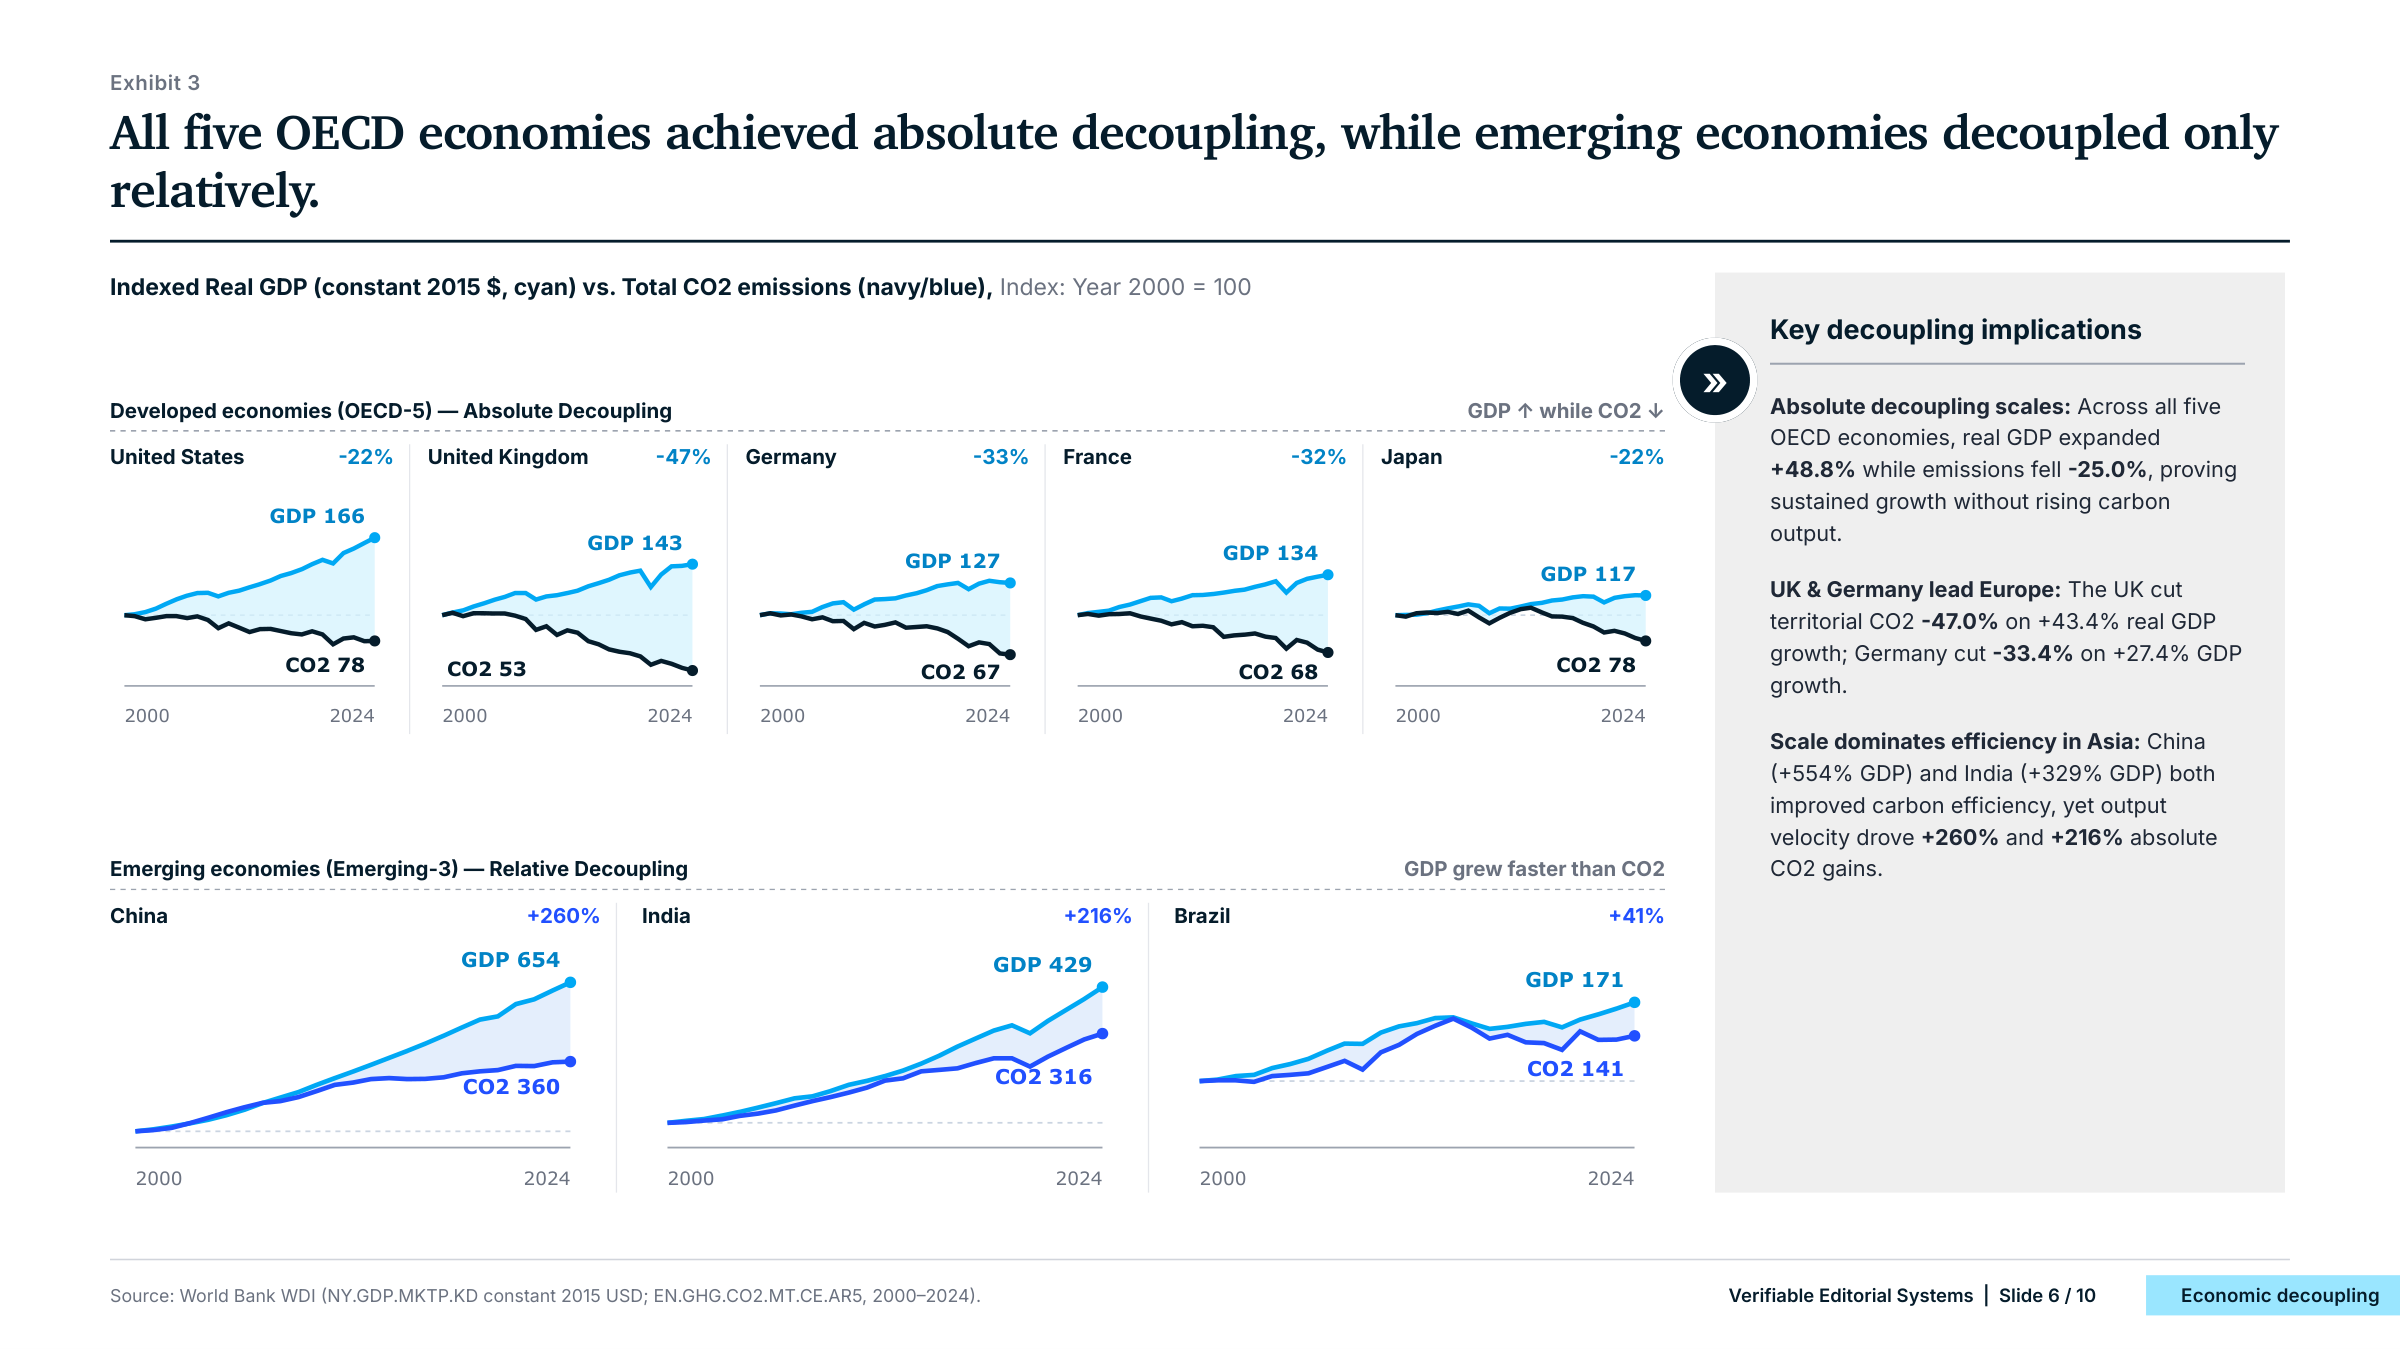 Exhibit 3
All five OECD economies achieved absolute decoupling, while emerging economies decoupled only
relatively.
Indexed Real GDP (constant 2015 $, cyan) vs. Total CO2 emissions (navy/blue), Index: Year 2000 = 100
Developed economies (OECD-5) — Absolute Decoupling
GDP ↑ while CO2 ↓
United States -22%
GDP 166
CO2 78
2000 2024
United Kingdom -47%
GDP 143
CO2 53
2000 2024
Germany -33%
GDP 127
CO2 67
2000 2024
France -32%
GDP 134
CO2 68
2000 2024
Japan -22%
GDP 117
CO2 78
2000 2024
Emerging economies (Emerging-3) — Relative Decoupling
GDP grew faster than CO2
China +260%
GDP 654
CO2 360
2000 2024
India +216%
GDP 429
CO2 316
2000 2024
Brazil +41%
GDP 171
CO2 141
2000 2024
»
Key decoupling implications
Absolute decoupling scales: Across all five
OECD economies, real GDP expanded
+48.8% while emissions fell -25.0%, proving
sustained growth without rising carbon
output.
UK & Germany lead Europe: The UK cut
territorial CO2 -47.0% on +43.4% real GDP
growth; Germany cut -33.4% on +27.4% GDP
growth.
Scale dominates efficiency in Asia: China
(+554% GDP) and India (+329% GDP) both
improved carbon efficiency, yet output
velocity drove +260% and +216% absolute
CO2 gains.
Source: World Bank WDI (NY.GDP.MKTP.KD constant 2015 USD; EN.GHG.CO2.MT.CE.AR5, 2000–2024).
Verifiable Editorial Systems | Slide 6 / 10
Economic decoupling